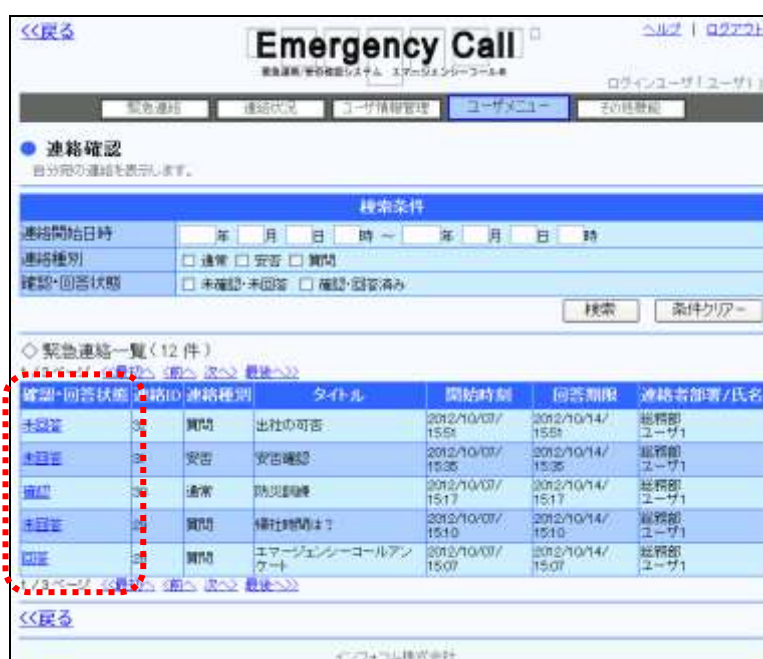 <<戻る
ヘルプ | ログアウト
Emergency Call
緊急連絡/安否確認システム エマージェンシーコール®
ログインユーザ[ユーザ1]
緊急連絡 連絡状況 ユーザ情報管理 ユーザメニュー その他機能
● 連絡確認
自分宛の連絡を表示します。
検索条件
連絡開始日時 年 月 日 時 ～ 年 月 日 時
連絡種別 □ 通常 □ 安否 □ 質問
確認・回答状態 □ 未確認・未回答 □ 確認・回答済み
検索 条件クリアー
◇ 緊急連絡一覧(12 件)
<<最初へ <前へ 次へ> 最後へ>>
確認・回答状態 連絡ID 連絡種別 タイトル 開始時刻 回答期限 連絡者部署/氏名
未回答 質問 出社の可否 2012/10/07/ 15:51 2012/10/14/ 15:51 総務部 ユーザ1
未回答 安否 安否確認 2012/10/07/ 15:35 2012/10/14/ 15:35 総務部 ユーザ1
確認 通常 防災訓練 2012/10/07/ 15:17 2012/10/14/ 15:17 総務部 ユーザ1
未回答 質問 帰社時間は？ 2012/10/07/ 15:10 2012/10/14/ 15:10 総務部 ユーザ1
回答 質問 エマージェンシーコールアンケート 2012/10/07/ 15:07 2012/10/14/ 15:07 総務部 ユーザ1
1/3ページ <<最初へ <前へ 次へ> 最後へ>>
<<戻る
インフォコム株式会社